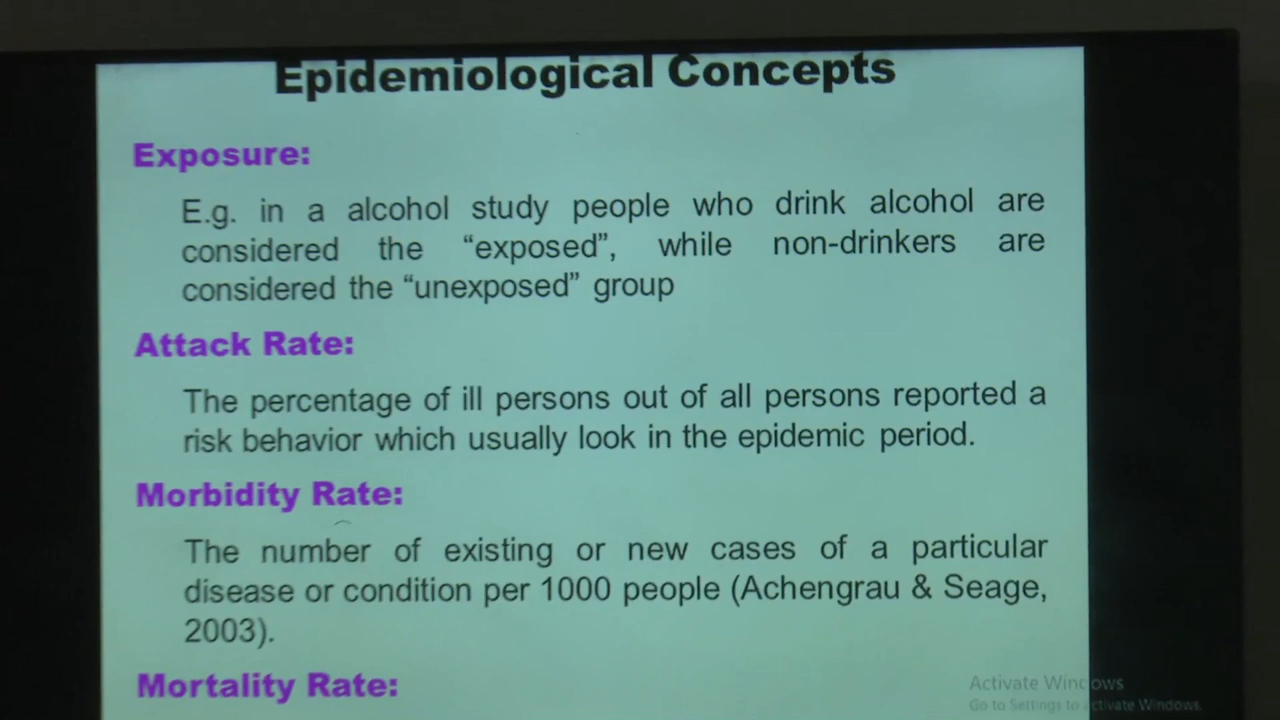 Epidemiological Concepts
Exposure:
E.g. in a alcohol study people who drink alcohol are
considered the “exposed”, while non-drinkers are
considered the “unexposed” group
Attack Rate:
The percentage of ill persons out of all persons reported a
risk behavior which usually look in the epidemic period.
Morbidity Rate:
The number of existing or new cases of a particular
disease or condition per 1000 people (Achengrau & Seage,
2003).
Mortality Rate:
Activate Windows
Go to Settings to activate Windows.